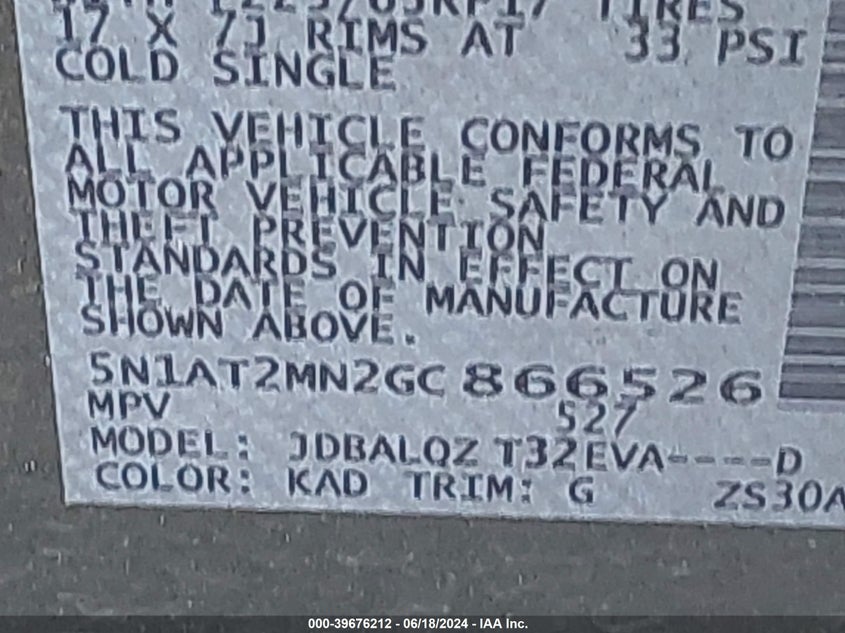 17 X 7J RIMS AT 33 PSI
COLD SINGLE
THIS VEHICLE CONFORMS TO
ALL APPLICABLE FEDERAL
MOTOR VEHICLE SAFETY AND
THEFT PREVENTION
STANDARDS IN EFFECT ON
THE DATE OF MANUFACTURE
SHOWN ABOVE.
5N1AT2MN2GC866526
MPV 527
MODEL: JDBALQZ T32EVA----D
COLOR: KAD TRIM: G ZS30A
000-39676212 - 06/18/2024 - IAA Inc.